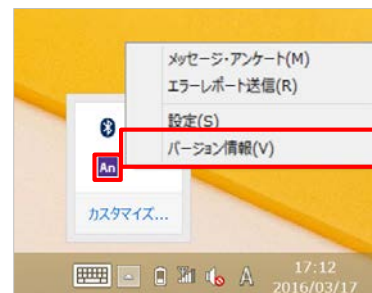 メッセージ・アンケート(M)
エラーレポート送信(R)
設定(S)
バージョン情報(V)
An
カスタマイズ...
A
17:12
2016/03/17